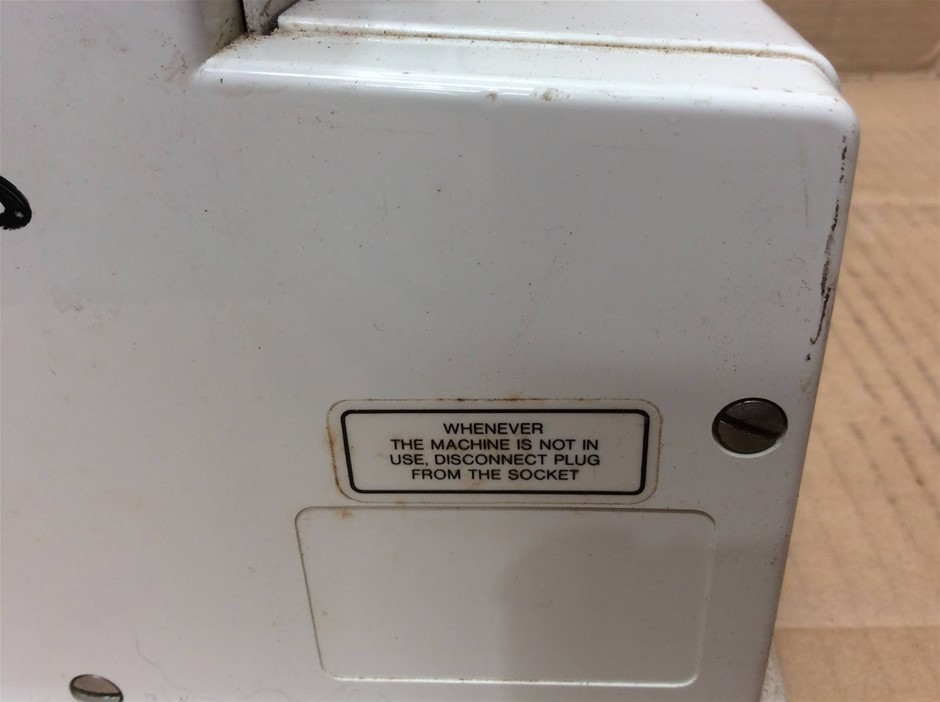 WHENEVER
THE MACHINE IS NOT IN
USE, DISCONNECT PLUG
FROM THE SOCKET